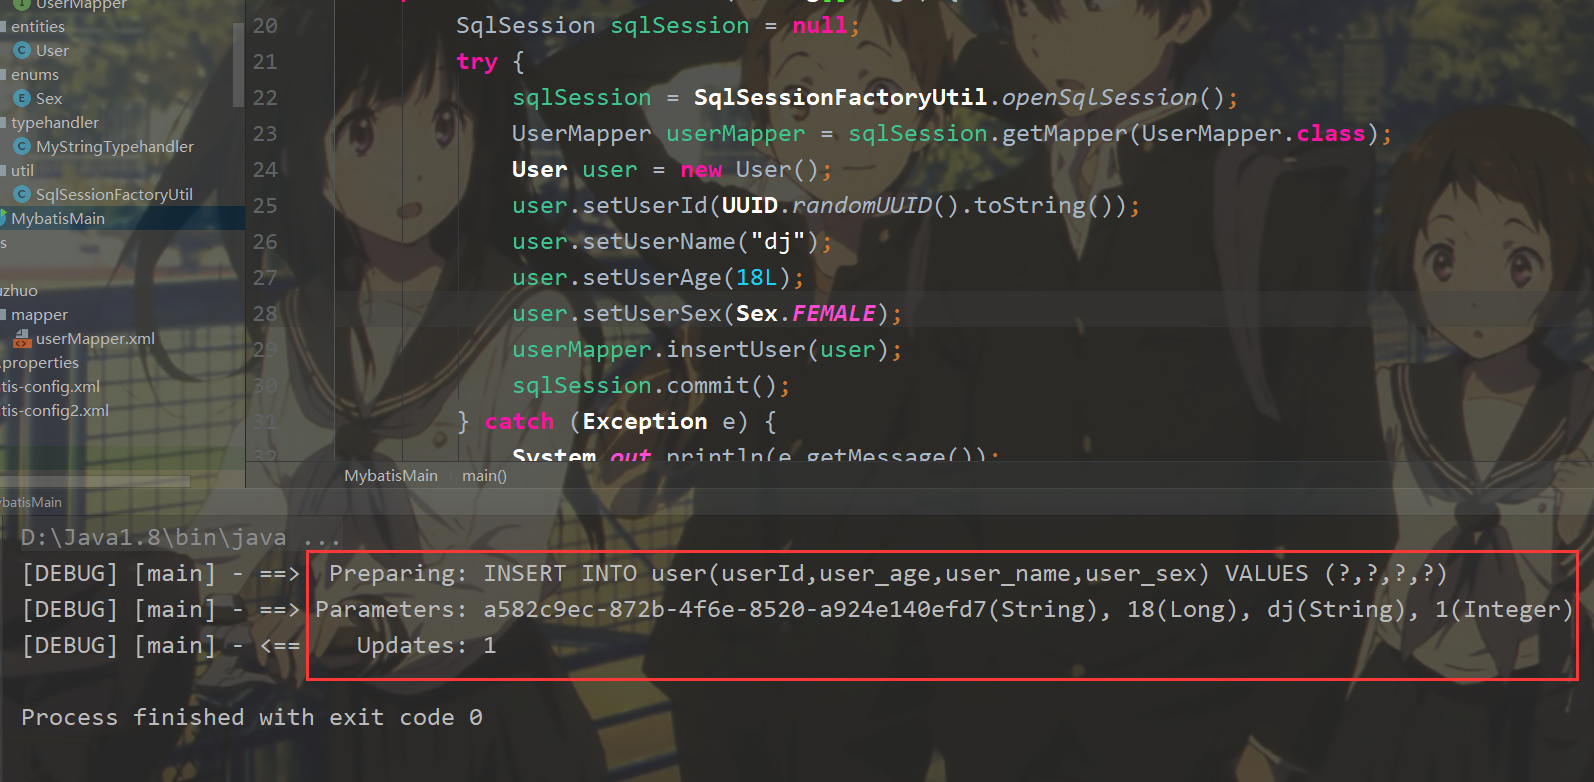 UserMapper
entities
User
enums
Sex
typehandler
MyStringTypehandler
util
SqlSessionFactoryUtil
MybatisMain
s
zhuo
mapper
userMapper.xml
.properties
tis-config.xml
tis-config2.xml
20 SqlSession sqlSession = null;
21 try {
22 sqlSession = SqlSessionFactoryUtil.openSqlSession();
23 UserMapper userMapper = sqlSession.getMapper(UserMapper.class);
24 User user = new User();
25 user.setUserId(UUID.randomUUID().toString());
26 user.setUserName("dj");
27 user.setUserAge(18L);
28 user.setUserSex(Sex.FEMALE);
29 userMapper.insertUser(user);
30 sqlSession.commit();
31 } catch (Exception e) {
32 System.out.println(e.getMessage());
MybatisMain main()
ybatisMain
D:\Java1.8\bin\java ...
[DEBUG] [main] - ==>  Preparing: INSERT INTO user(userId,user_age,user_name,user_sex) VALUES (?,?,?,?)
[DEBUG] [main] - ==> Parameters: a582c9ec-872b-4f6e-8520-a924e140efd7(String), 18(Long), dj(String), 1(Integer)
[DEBUG] [main] - <==    Updates: 1
Process finished with exit code 0